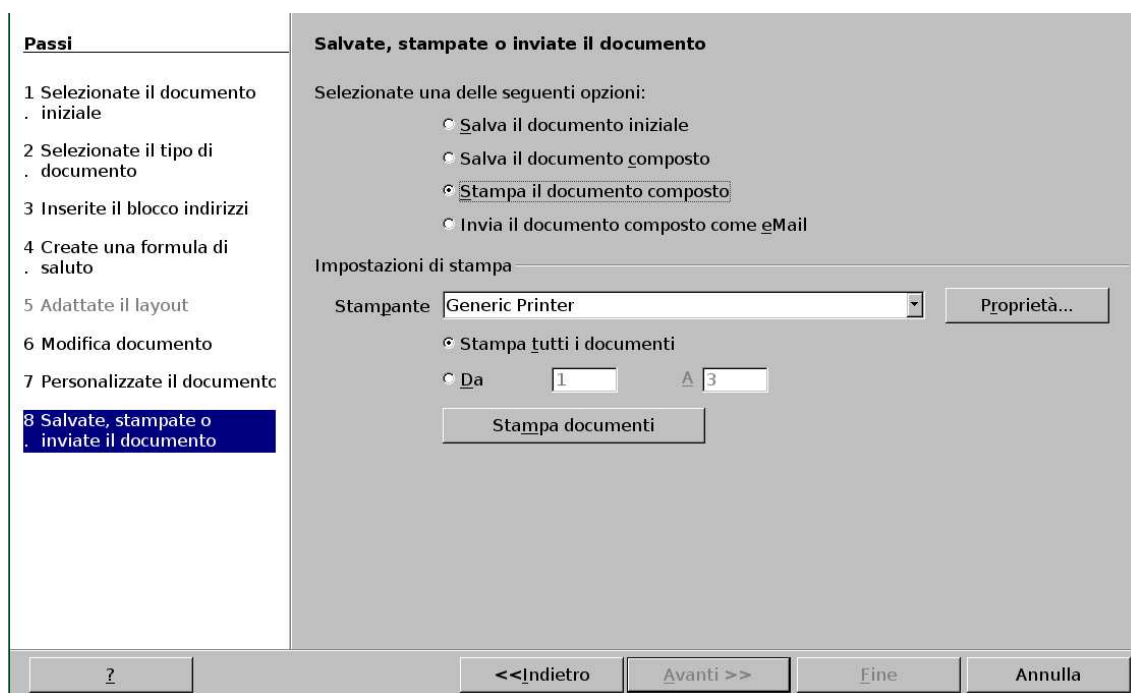 Passi
1 Selezionate il documento
. iniziale
2 Selezionate il tipo di
. documento
3 Inserite il blocco indirizzi
4 Create una formula di
. saluto
5 Adattate il layout
6 Modifica documento
7 Personalizzate il documento
8 Salvate, stampate o
. inviate il documento
Salvate, stampate o inviate il documento
Selezionate una delle seguenti opzioni:
Salva il documento iniziale
Salva il documento composto
Stampa il documento composto
Invia il documento composto come eMail
Impostazioni di stampa
Stampante Generic Printer Proprietà...
Stampa tutti i documenti
Da 1 A 3
Stampa documenti
? <<Indietro Avanti >> Fine Annulla